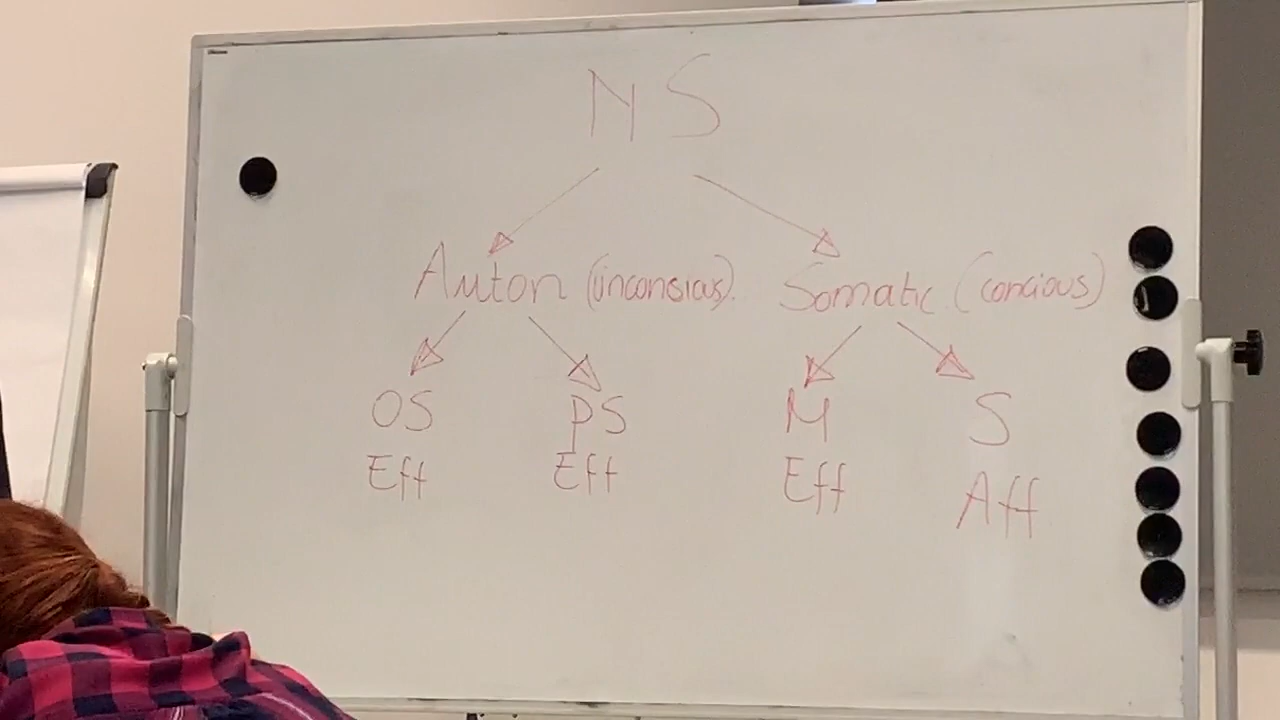 NS
Auton (unconsious). Somatic (concious)
OS PS M S
Eff Eff Eff Aff